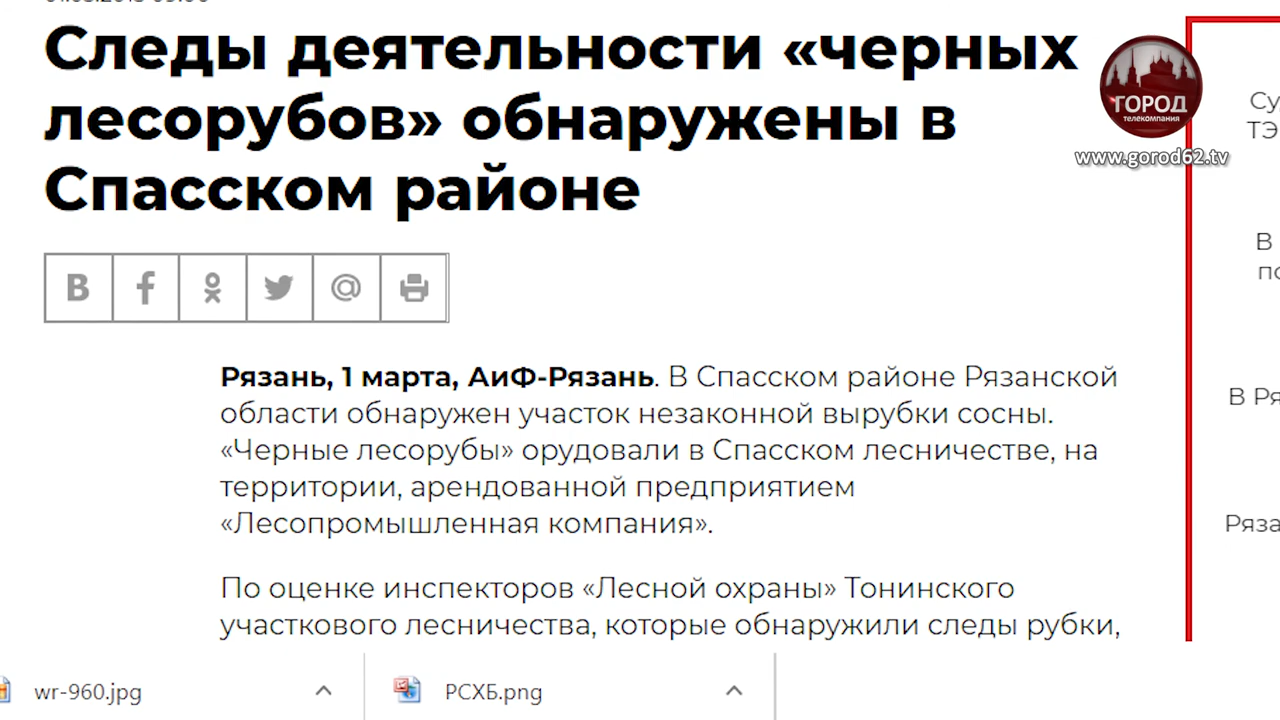 Следы деятельности «черных
лесорубов» обнаружены в
Спасском районе
ГОРОД
телекомпания
www.gorod62.tv
Рязань, 1 марта, АиФ-Рязань. В Спасском районе Рязанской
области обнаружен участок незаконной вырубки сосны.
«Черные лесорубы» орудовали в Спасском лесничестве, на
территории, арендованной предприятием
«Лесопромышленная компания».
По оценке инспекторов «Лесной охраны» Тонинского
участкового лесничества, которые обнаружили следы рубки,
В
wr-960.jpg
РСХБ.png